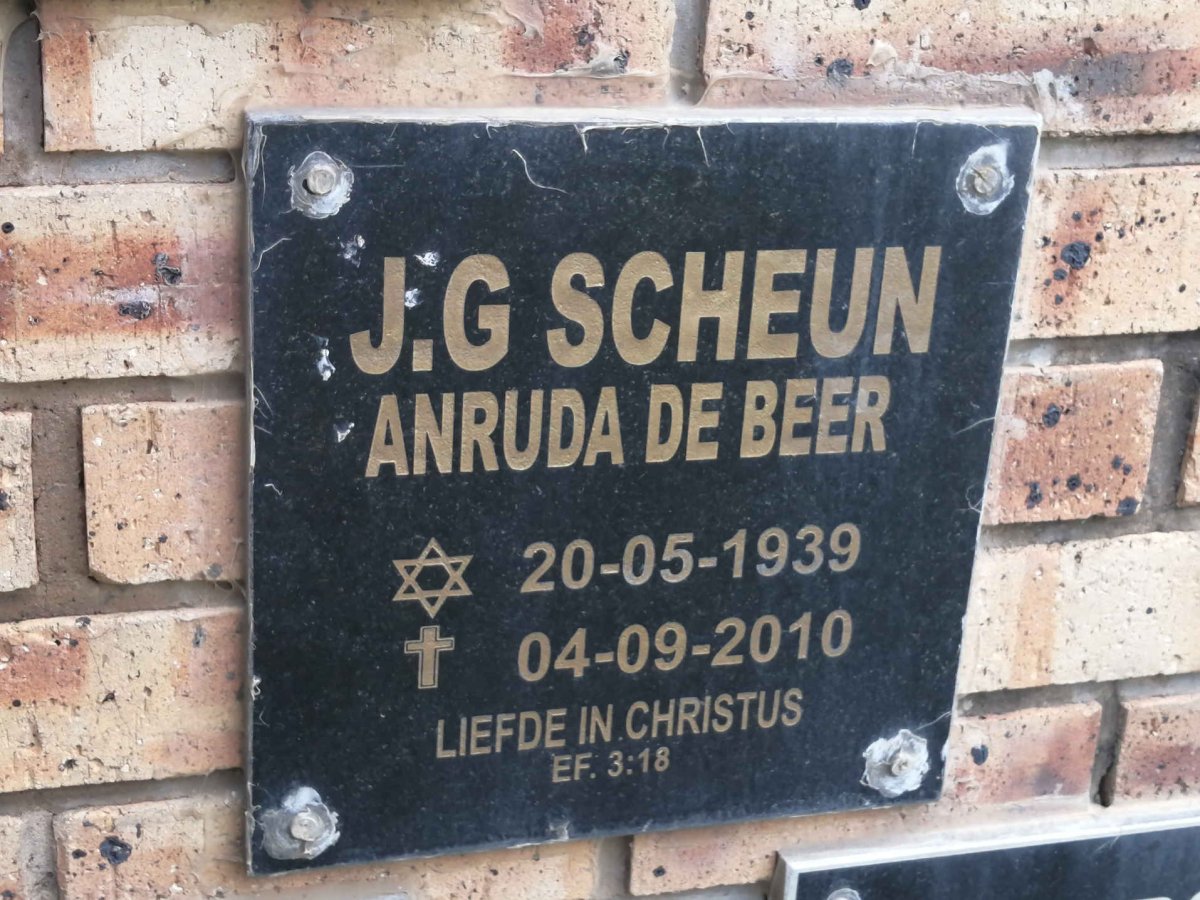 J.G SCHEUN
ANRUDA DE BEER
20-05-1939
04-09-2010
LIEFDE IN CHRISTUS
EF. 3:18